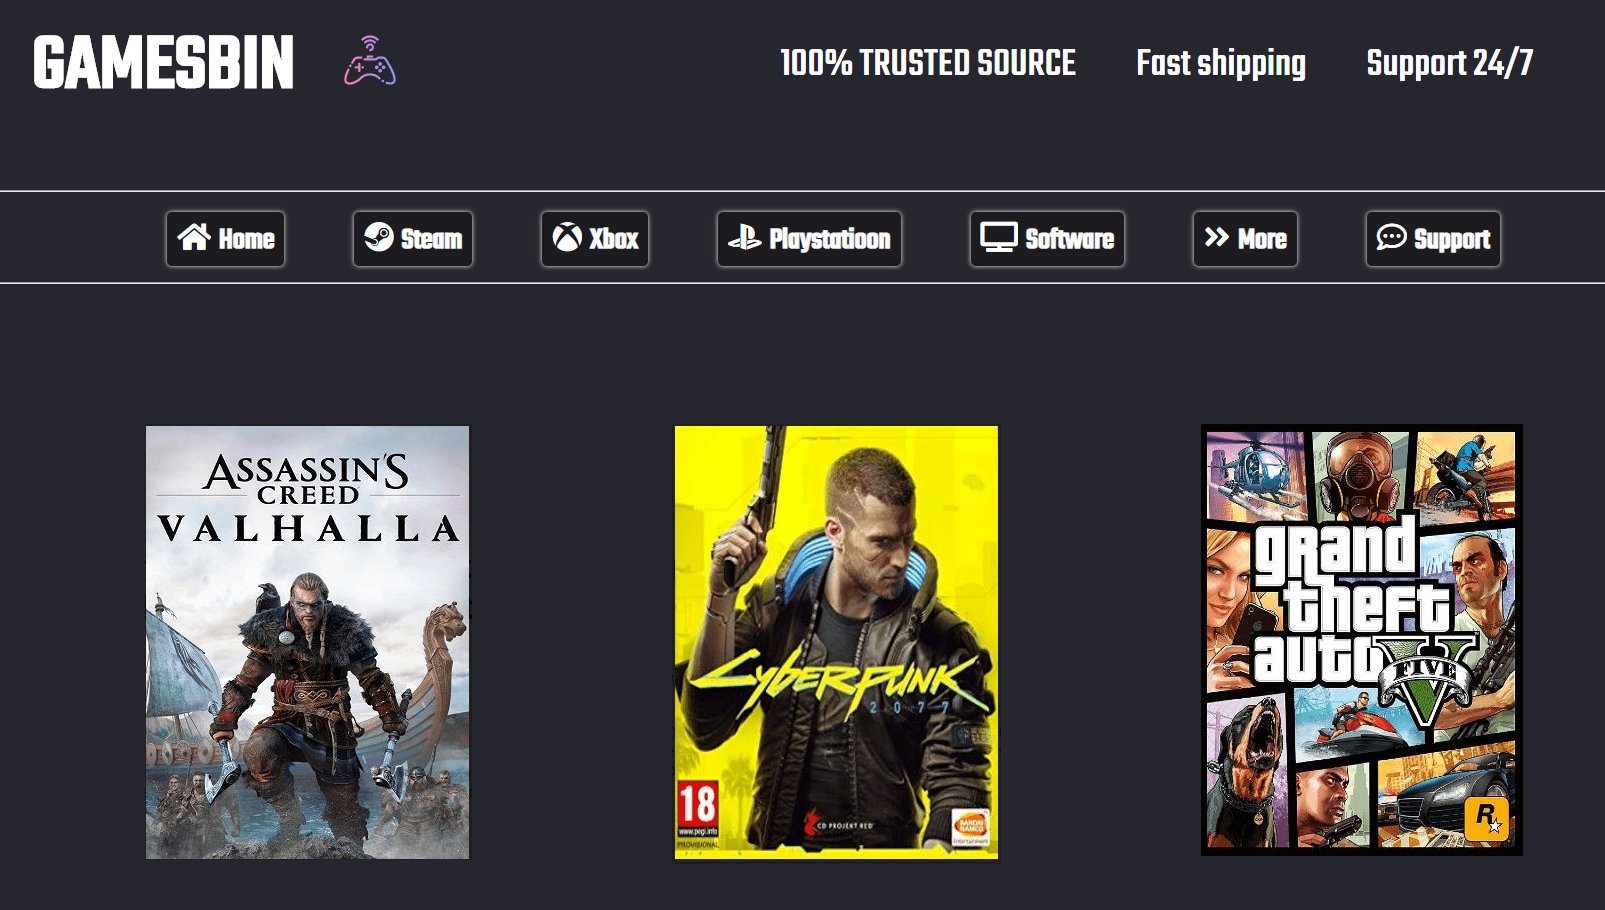 GAMESBIN
100% TRUSTED SOURCE
Fast shipping
Support 24/7
Home
Steam
Xbox
Playstatioon
Software
More
Support
ASSASSIN'S
CREED
VALHALLA
CYBERPUNK
2077
18
www.pegi.info
PROVISIONAL
CD PROJEKT RED
BANDAI
NAMCO
Entertainment
grand
theft
auto
FIVE
V
R